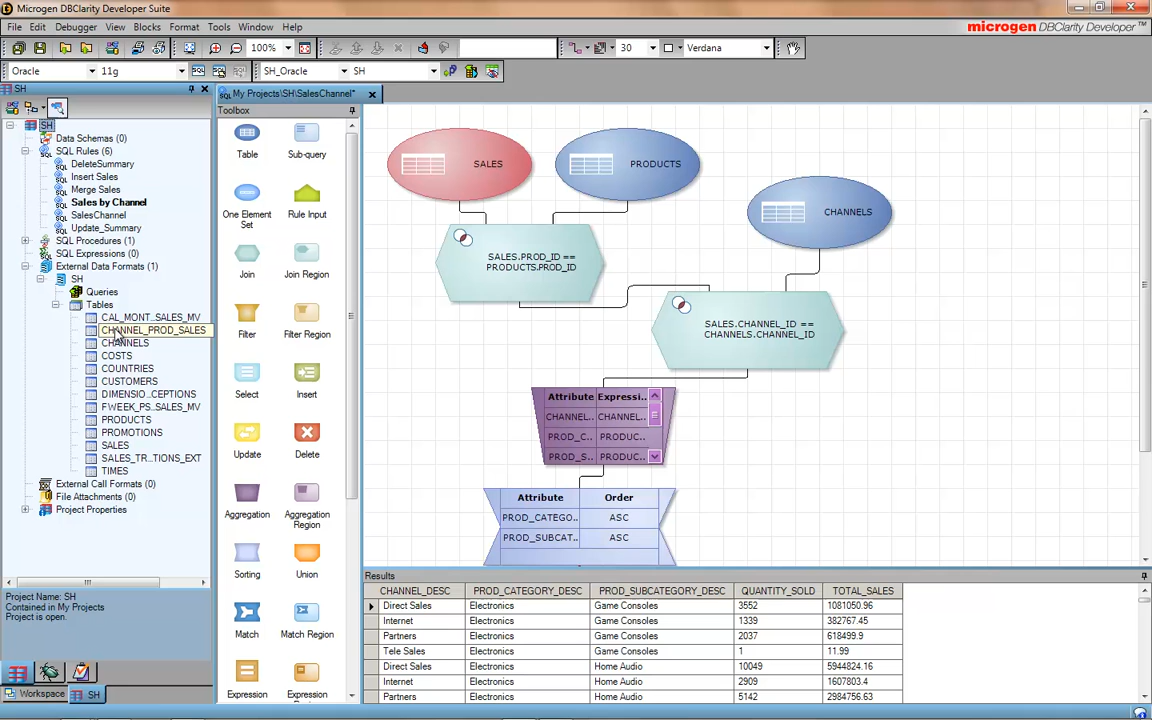 Microgen DBClarity Developer Suite
File Edit Debugger View Blocks Format Tools Window Help
microgen DBClarity Developer
100% 30 Verdana
Oracle 11g SH_Oracle SH
SH
My Projects\SH\SalesChannel*
Toolbox
SH
Data Schemas (0)
SQL Rules (6)
DeleteSummary
Insert Sales
Merge Sales
Sales by Channel
SalesChannel
Update_Summary
SQL Procedures (1)
SQL Expressions (0)
External Data Formats (1)
SH
Queries
Tables
CAL_MONT..SALES_MV
CHANNEL_PROD_SALES
CHANNELS
COSTS
COUNTRIES
CUSTOMERS
DIMENSIO..CEPTIONS
FWEEK_PS..SALES_MV
PRODUCTS
PROMOTIONS
SALES
SALES_TR..TIONS_EXT
TIMES
External Call Formats (0)
File Attachments (0)
Project Properties
Project Name: SH
Contained in My Projects
Project is open.
Workspace SH
Table Sub-query
One Element Set Rule Input
Join Join Region
Filter Filter Region
Select Insert
Update Delete
Aggregation Aggregation Region
Sorting Union
Match Match Region
Expression Expression
SALES
PRODUCTS
CHANNELS
SALES.PROD_ID ==
PRODUCTS.PROD_ID
SALES.CHANNEL_ID ==
CHANNELS.CHANNEL_ID
Attribute Expressi..
CHANNEL.. CHANNEL..
PROD_C.. PRODUC..
PROD_S.. PRODUC..
Attribute Order
PROD_CATEGO.. ASC
PROD_SUBCAT.. ASC
Results
CHANNEL_DESC PROD_CATEGORY_DESC PROD_SUBCATEGORY_DESC QUANTITY_SOLD TOTAL_SALES
Direct Sales Electronics Game Consoles 3552 1081050.96
Internet Electronics Game Consoles 1339 382767.45
Partners Electronics Game Consoles 2037 618499.9
Tele Sales Electronics Game Consoles 1 11.99
Direct Sales Electronics Home Audio 10049 5944824.16
Internet Electronics Home Audio 2909 1607803.4
Partners Electronics Home Audio 5142 2984756.63